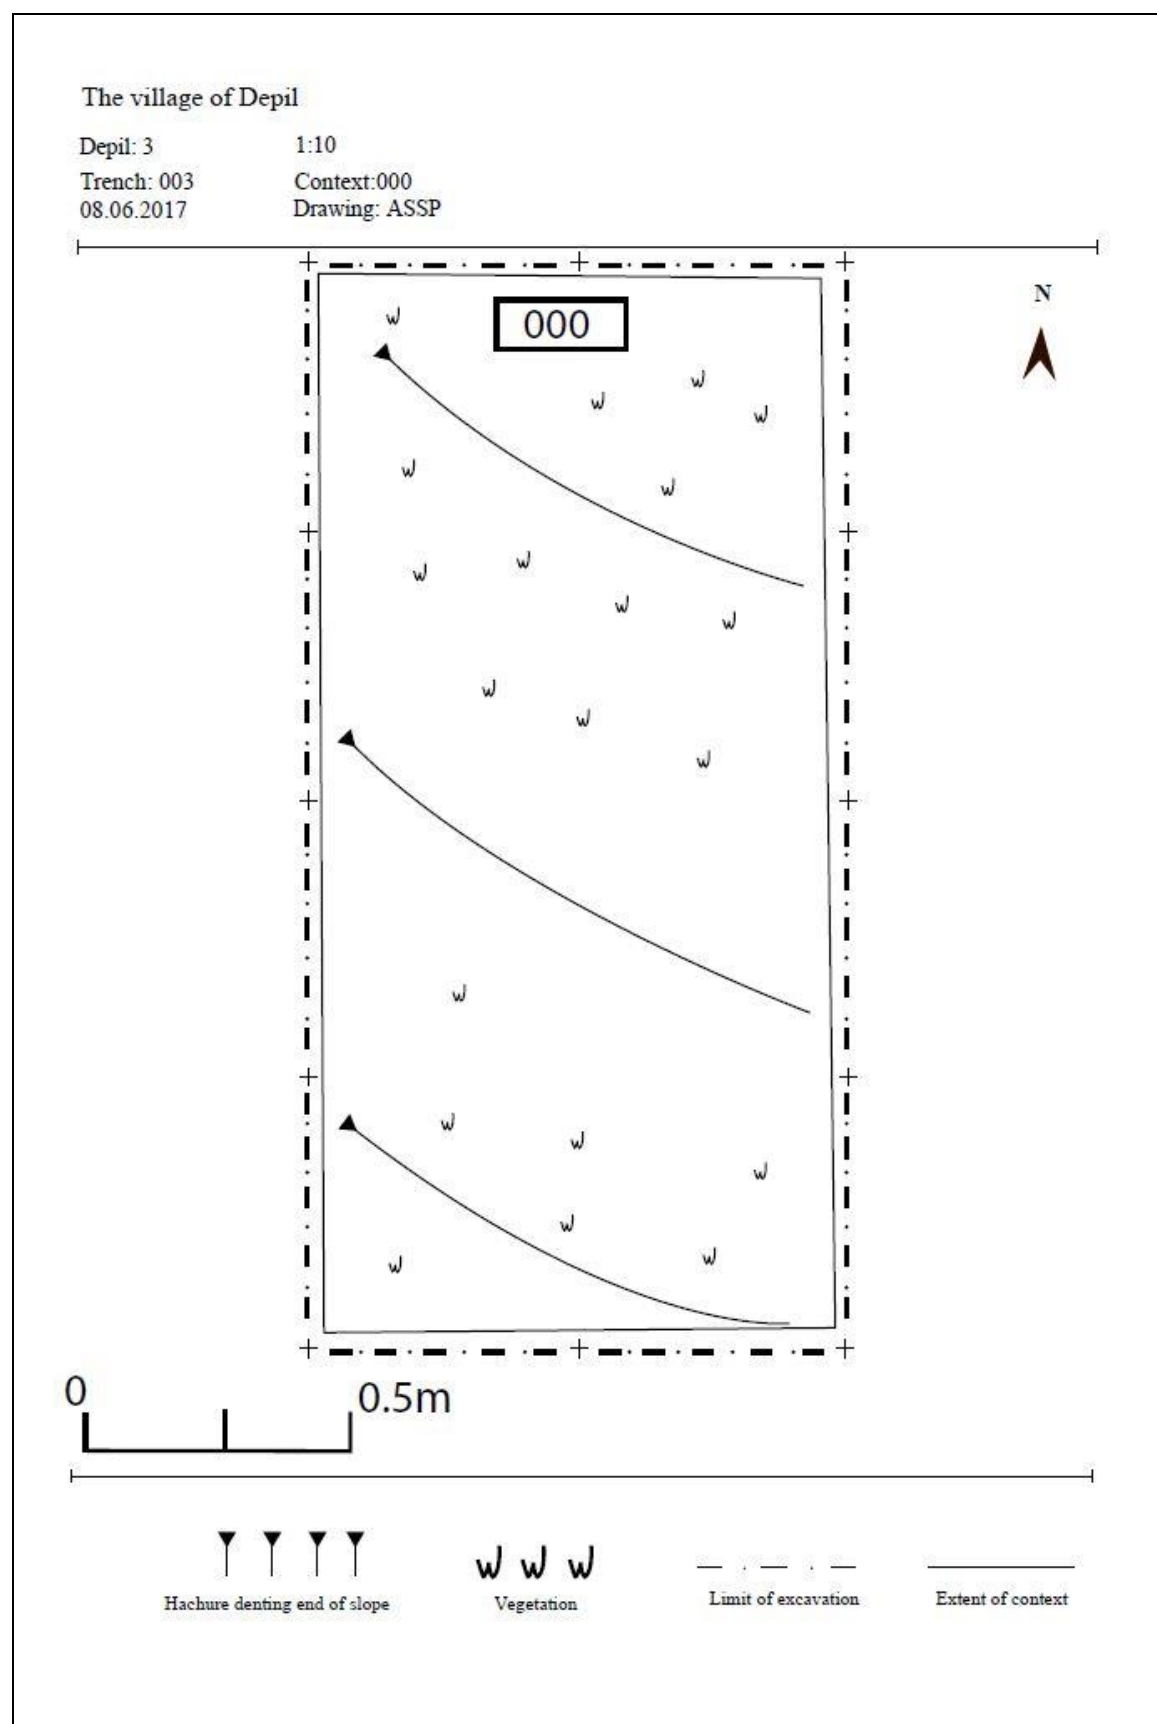 The village of Depil
Depil: 3 1:10
Trench: 003 Context:000
08.06.2017 Drawing: ASSP
000
N
0 0.5m
Hachure denting end of slope Vegetation Limit of excavation Extent of context